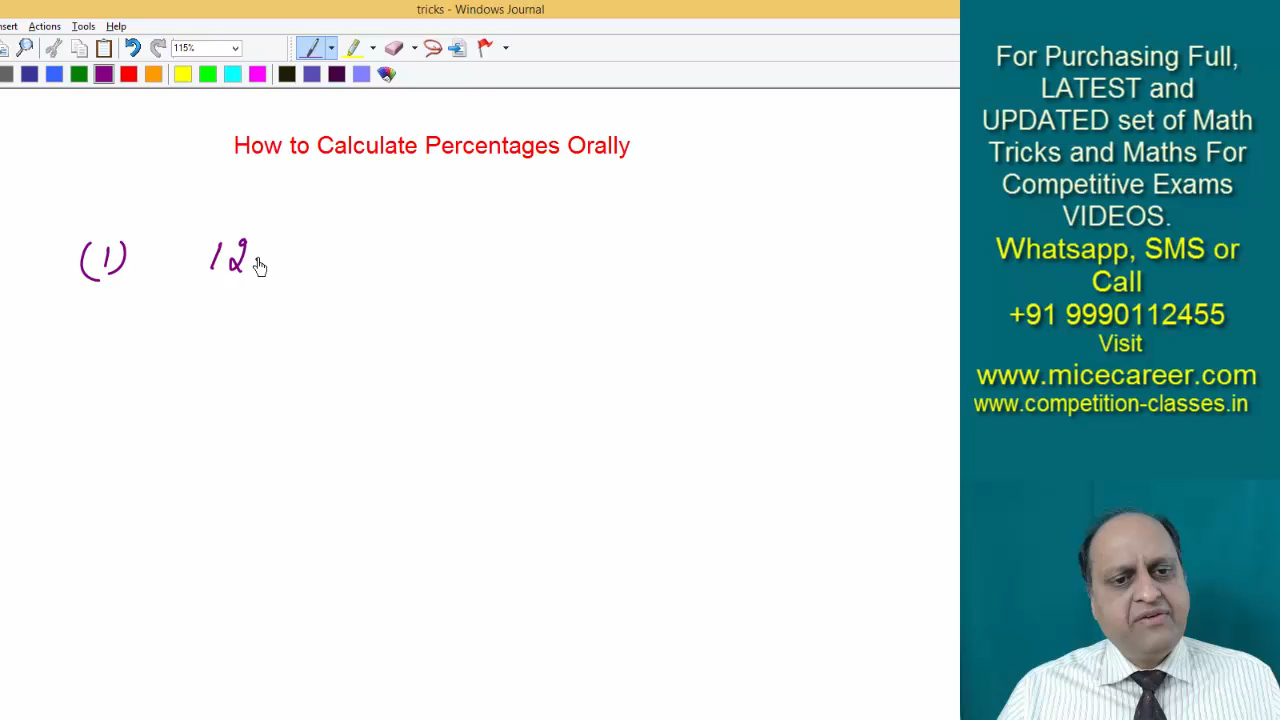 tricks - Windows Journal
nsert Actions Tools Help
115%
How to Calculate Percentages Orally
(1) 12
For Purchasing Full,
LATEST and
UPDATED set of Math
Tricks and Maths For
Competitive Exams
VIDEOS.
Whatsapp, SMS or
Call
+91 9990112455
Visit
www.micecareer.com
www.competition-classes.in